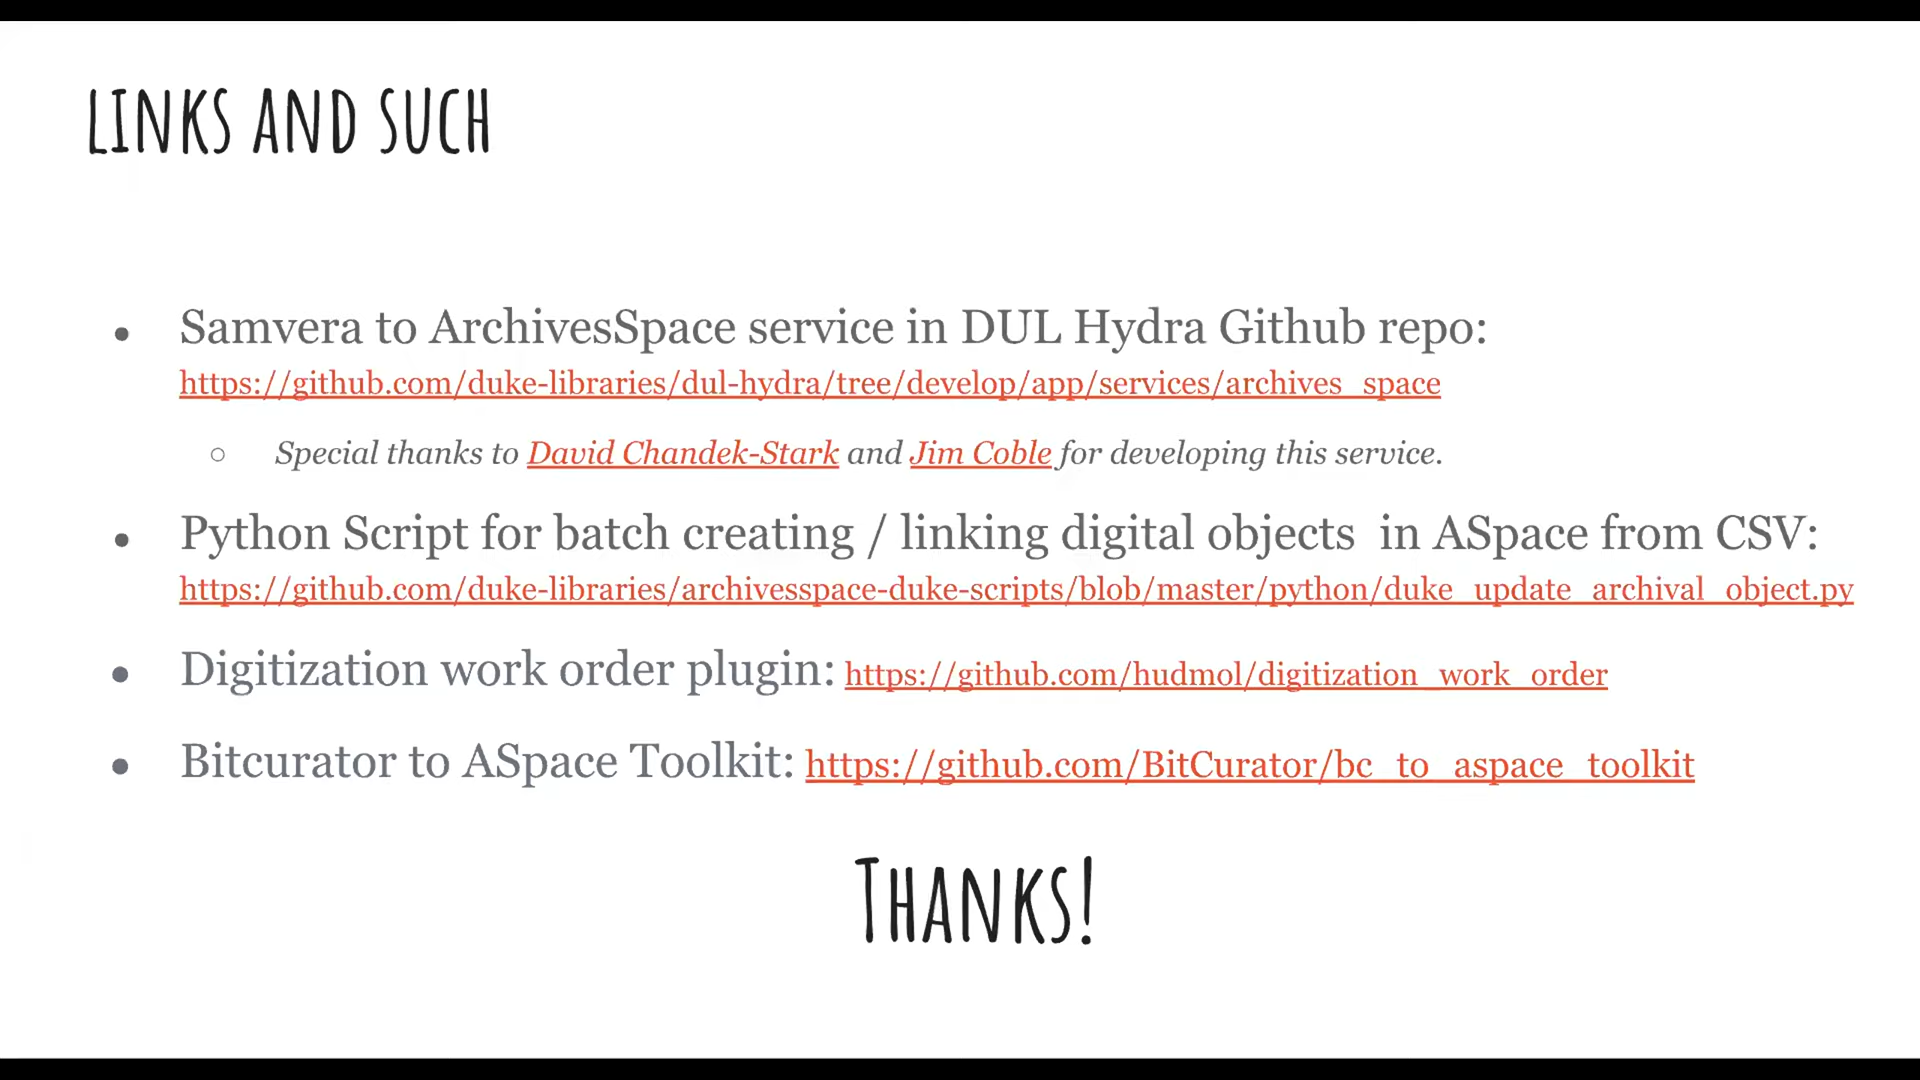 LINKS AND SUCH
● Samvera to ArchivesSpace service in DUL Hydra Github repo:
https://github.com/duke-libraries/dul-hydra/tree/develop/app/services/archives_space
○ Special thanks to David Chandek-Stark and Jim Coble for developing this service.
● Python Script for batch creating / linking digital objects  in ASpace from CSV:
https://github.com/duke-libraries/archivesspace-duke-scripts/blob/master/python/duke_update_archival_object.py
● Digitization work order plugin: https://github.com/hudmol/digitization_work_order
● Bitcurator to ASpace Toolkit: https://github.com/BitCurator/bc_to_aspace_toolkit
THANKS!